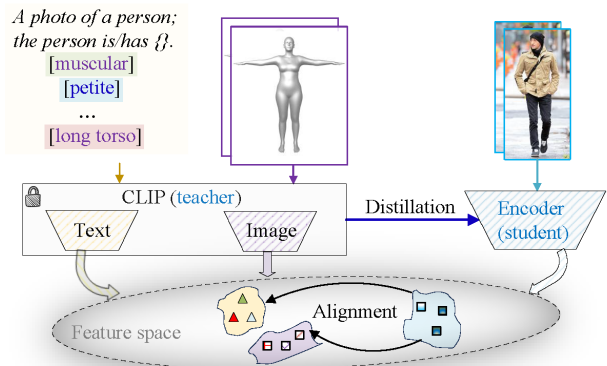 A photo of a person;
the person is/has {}.
[muscular]
[petite]
...
[long torso]
CLIP (teacher)
Text
Image
Distillation
Encoder
(student)
Alignment
Feature space